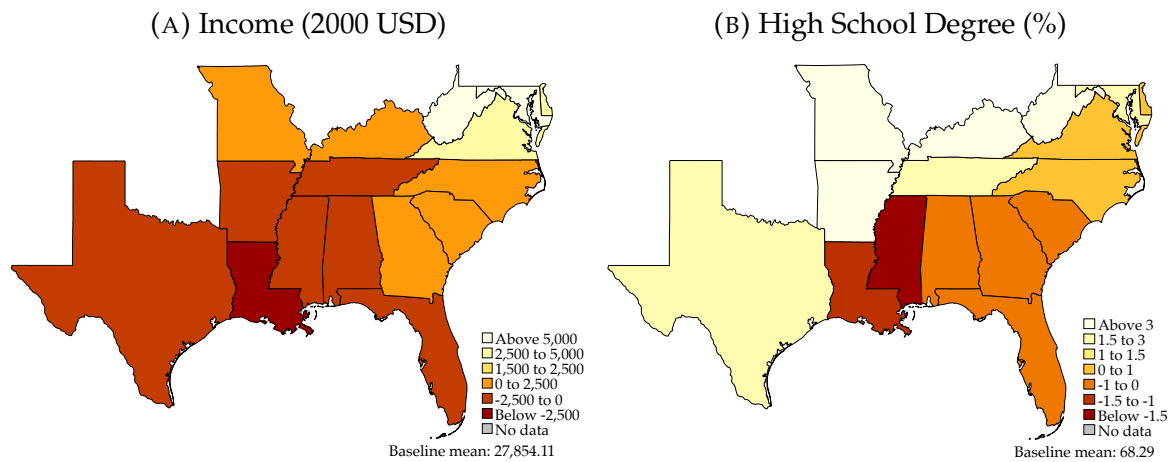 (A) Income (2000 USD)
Above 5,000
2,500 to 5,000
1,500 to 2,500
0 to 2,500
-2,500 to 0
Below -2,500
No data
Baseline mean: 27,854.11
(B) High School Degree (%)
Above 3
1.5 to 3
1 to 1.5
0 to 1
-1 to 0
-1.5 to -1
Below -1.5
No data
Baseline mean: 68.29